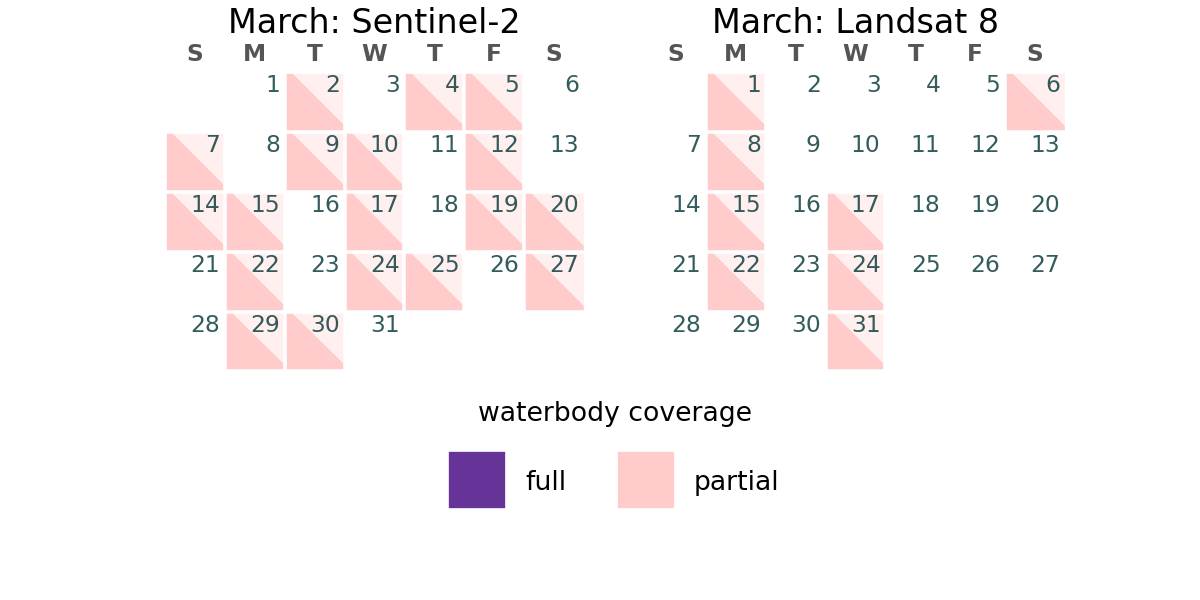 March: Sentinel-2
S M T W T F S
1 2 3 4 5 6
7 8 9 10 11 12 13
14 15 16 17 18 19 20
21 22 23 24 25 26 27
28 29 30 31
March: Landsat 8
S M T W T F S
1 2 3 4 5 6
7 8 9 10 11 12 13
14 15 16 17 18 19 20
21 22 23 24 25 26 27
28 29 30 31
waterbody coverage
full
partial